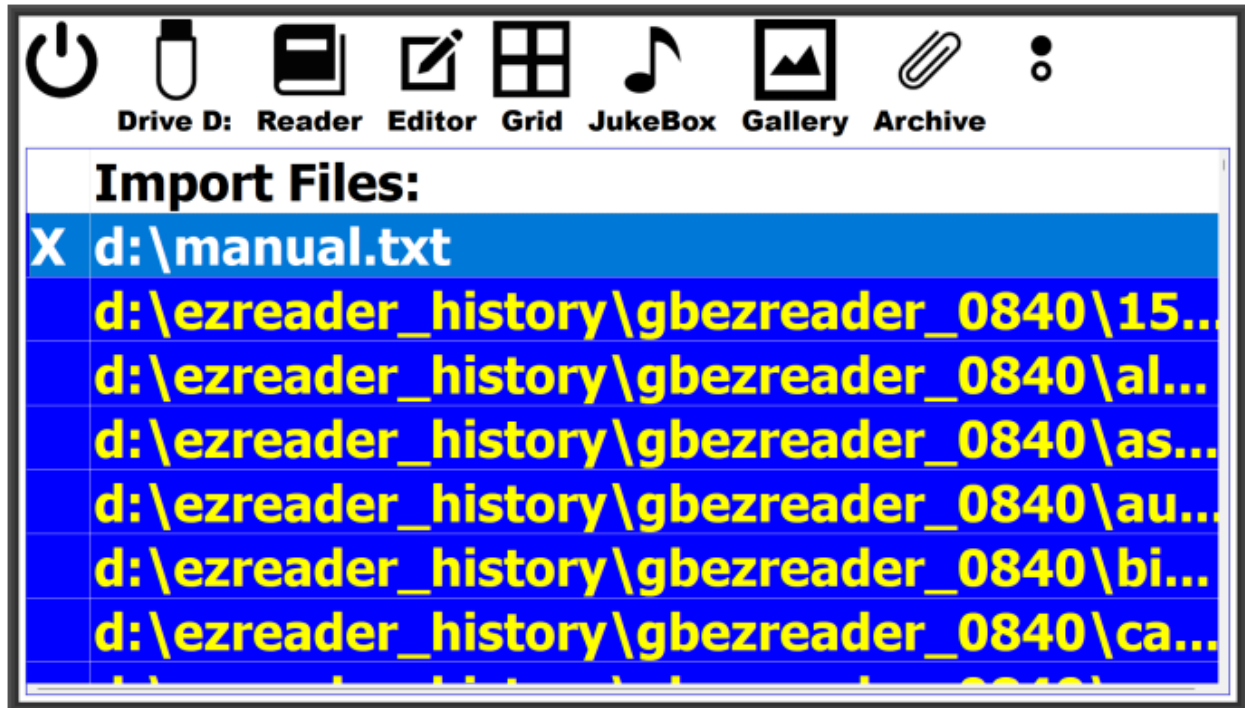 Drive D: Reader Editor Grid JukeBox Gallery Archive
Import Files:
X d:\manual.txt
d:\ezreader_history\gbezreader_0840\15...
d:\ezreader_history\gbezreader_0840\al...
d:\ezreader_history\gbezreader_0840\as...
d:\ezreader_history\gbezreader_0840\au...
d:\ezreader_history\gbezreader_0840\bi...
d:\ezreader_history\gbezreader_0840\ca...